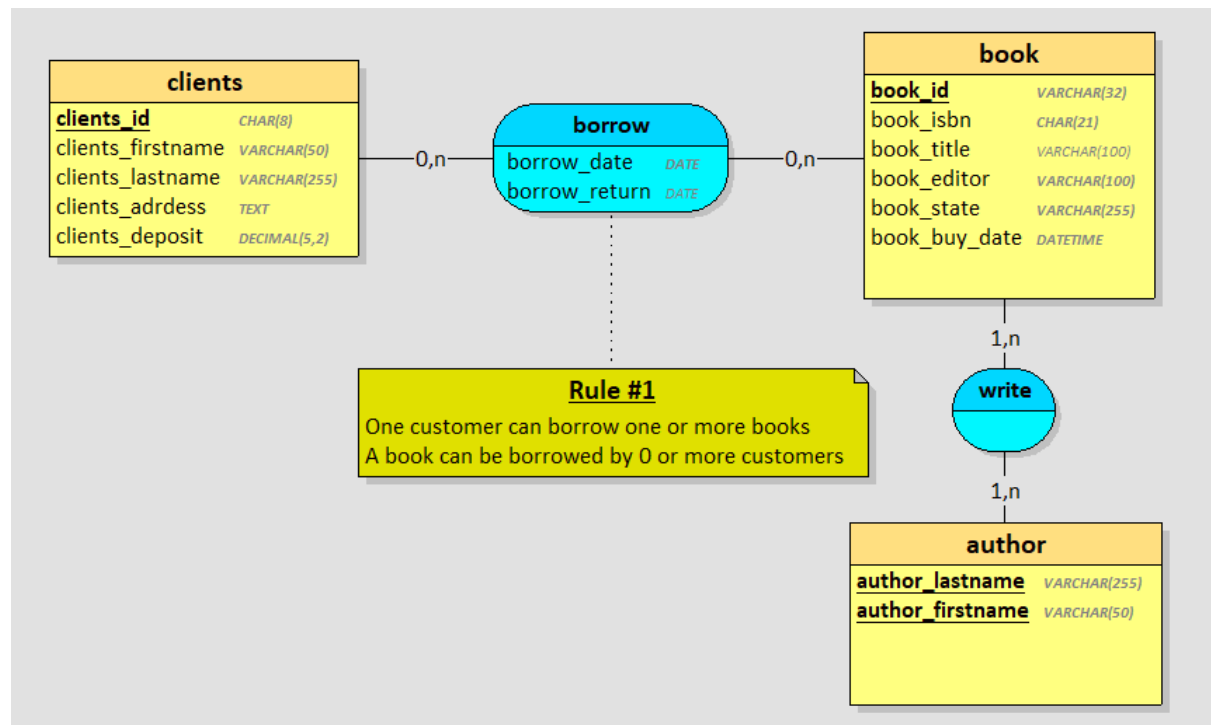 clients
clients_id CHAR(8)
clients_firstname VARCHAR(50)
clients_lastname VARCHAR(255)
clients_adrdess TEXT
clients_deposit DECIMAL(5,2)
0,n
borrow
borrow_date DATE
borrow_return DATE
0,n
book
book_id VARCHAR(32)
book_isbn CHAR(21)
book_title VARCHAR(100)
book_editor VARCHAR(100)
book_state VARCHAR(255)
book_buy_date DATETIME
Rule #1
One customer can borrow one or more books
A book can be borrowed by 0 or more customers
1,n
write
1,n
author
author_lastname VARCHAR(255)
author_firstname VARCHAR(50)